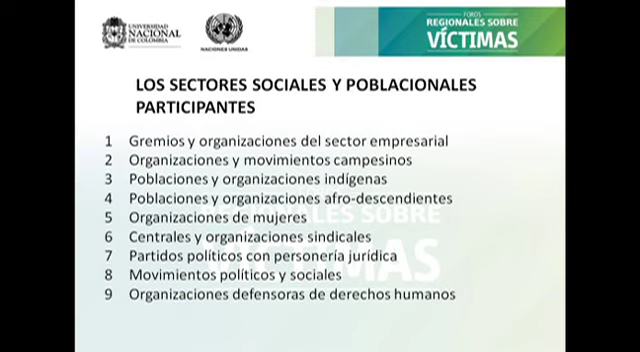 UNIVERSIDAD
NACIONAL
DE COLOMBIA
NACIONES UNIDAS
FOROS
REGIONALES SOBRE
VÍCTIMAS
LOS SECTORES SOCIALES Y POBLACIONALES
PARTICIPANTES
1 Gremios y organizaciones del sector empresarial
2 Organizaciones y movimientos campesinos
3 Poblaciones y organizaciones indígenas
4 Poblaciones y organizaciones afro-descendientes
5 Organizaciones de mujeres
6 Centrales y organizaciones sindicales
7 Partidos políticos con personería jurídica
8 Movimientos políticos y sociales
9 Organizaciones defensoras de derechos humanos